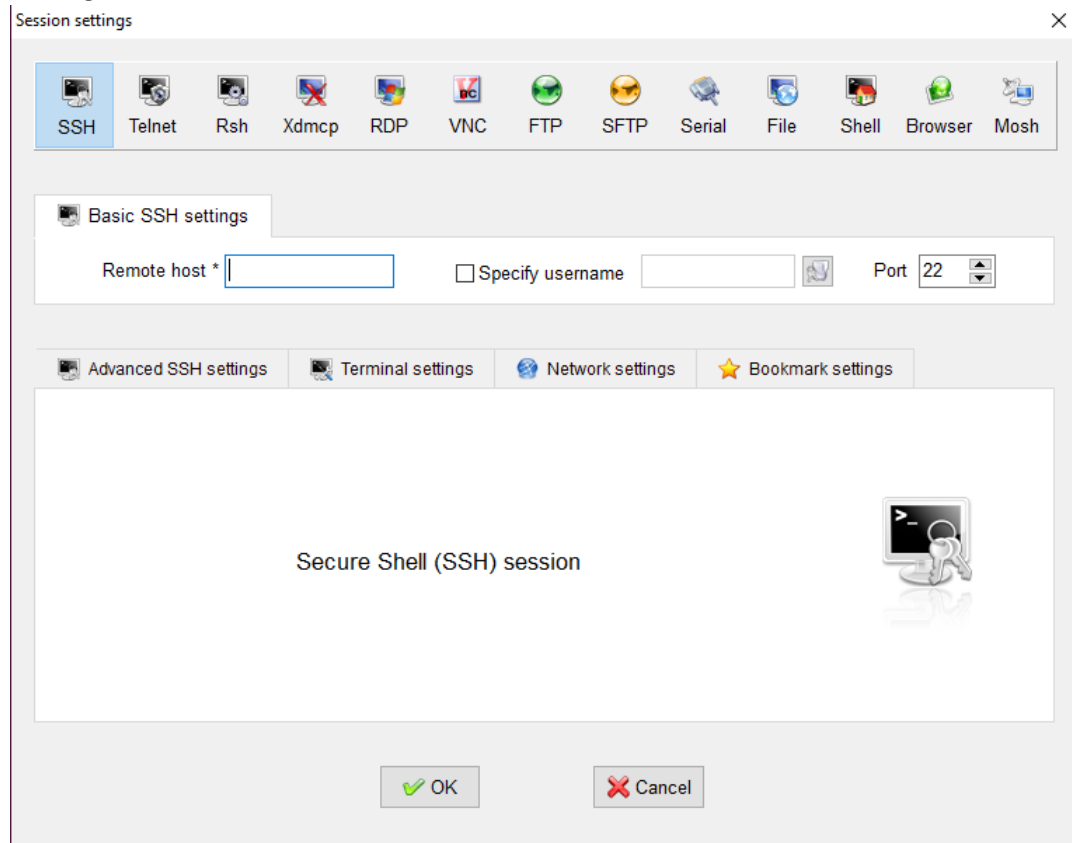 Session settings
SSH Telnet Rsh Xdmcp RDP VNC FTP SFTP Serial File Shell Browser Mosh
Basic SSH settings
Remote host * Specify username Port 22
Advanced SSH settings Terminal settings Network settings Bookmark settings
Secure Shell (SSH) session
OK Cancel